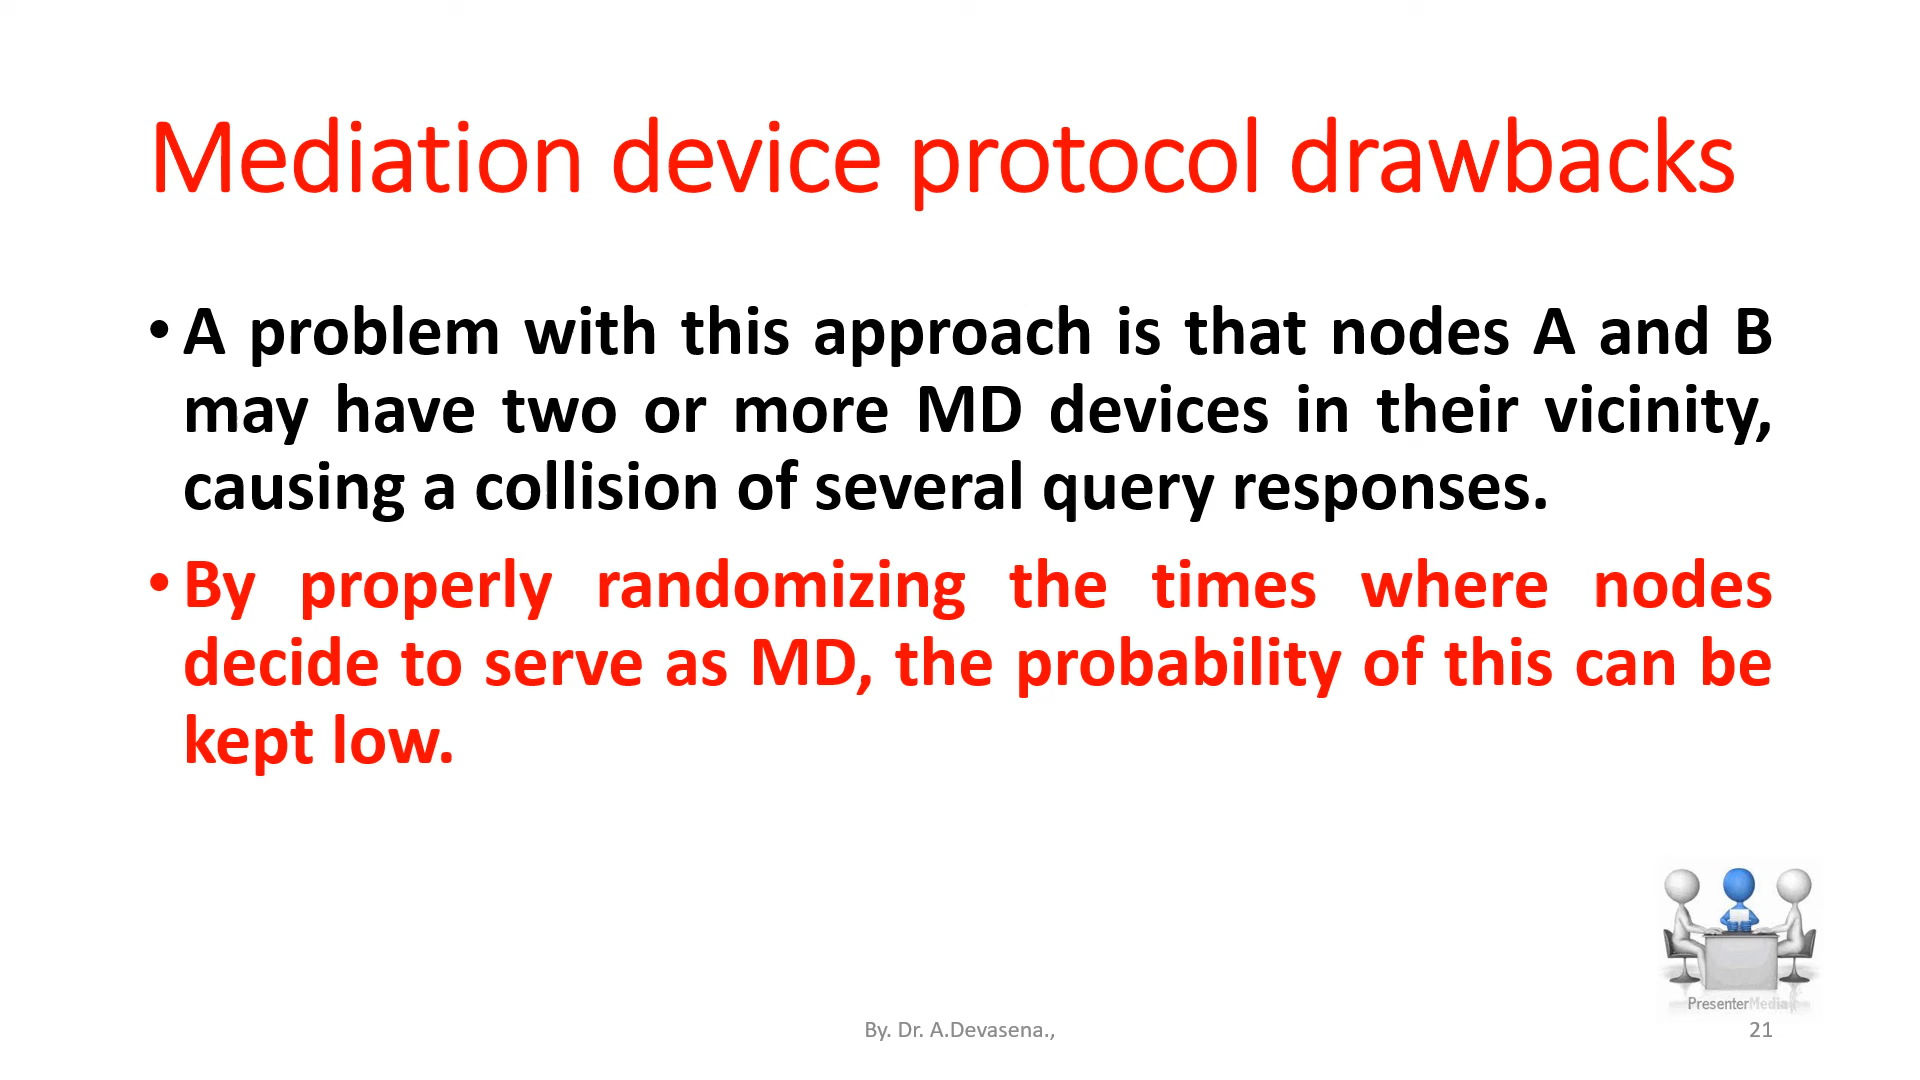 Mediation device protocol drawbacks
• A problem with this approach is that nodes A and B
may have two or more MD devices in their vicinity,
causing a collision of several query responses.
• By properly randomizing the times where nodes
decide to serve as MD, the probability of this can be
kept low.
PresenterMedia
By. Dr. A.Devasena.,
21